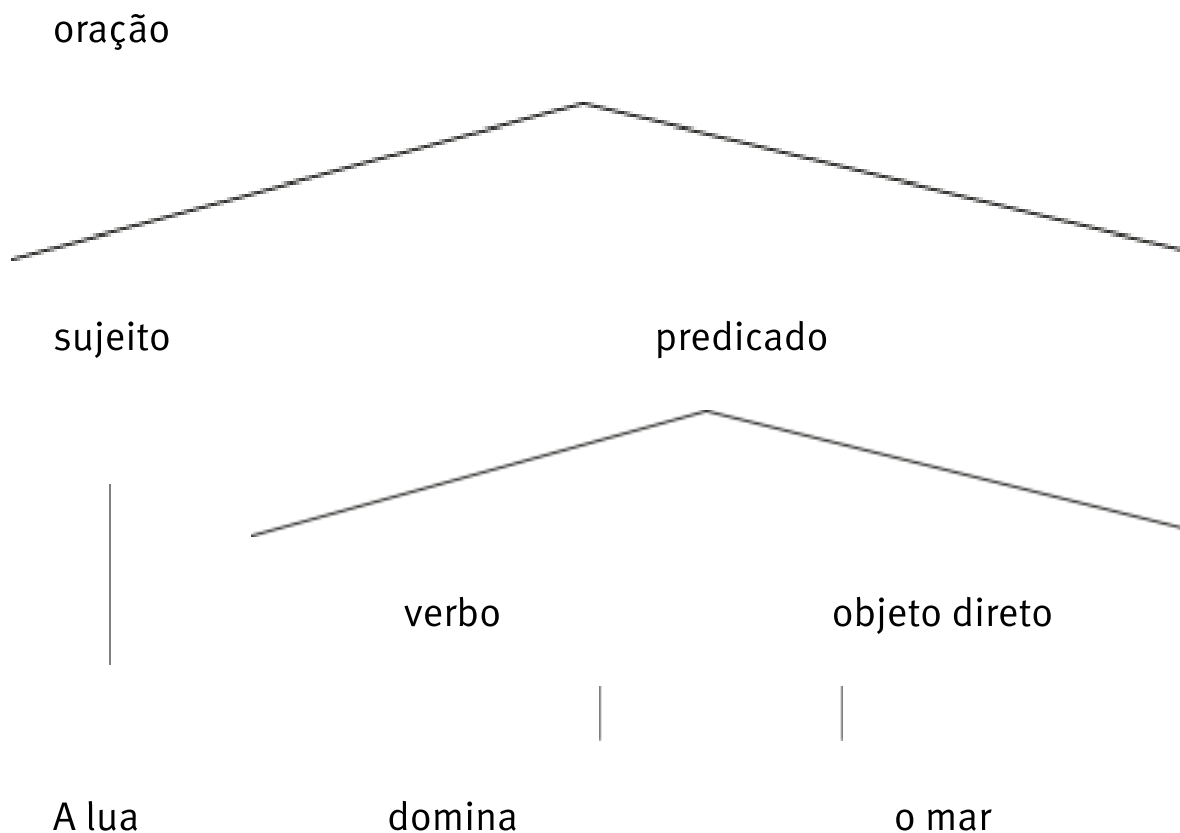 oração
sujeito predicado
verbo objeto direto
A lua domina o mar